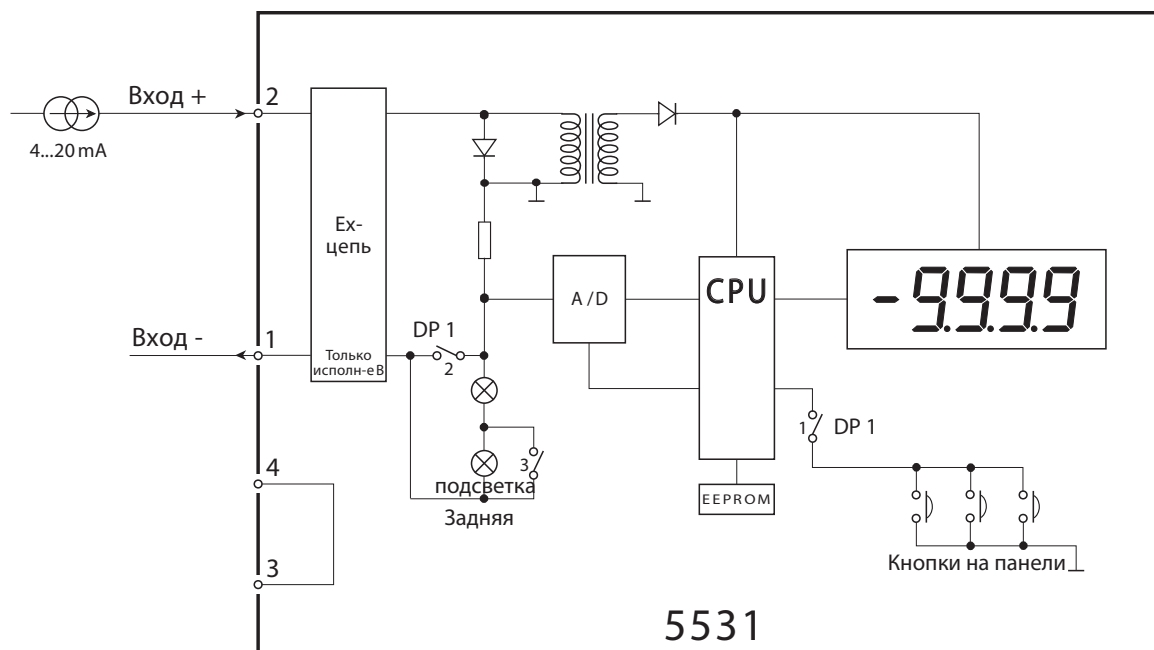 Вход +
2
4...20 mA
Ex-
цепь
A/D
CPU
-9.9.9.9
Вход -
1
Только
исполн-е В
DP 1
2
1
DP 1
4
3
подсветка
Задняя
EEPROM
3
Кнопки на панели
5531